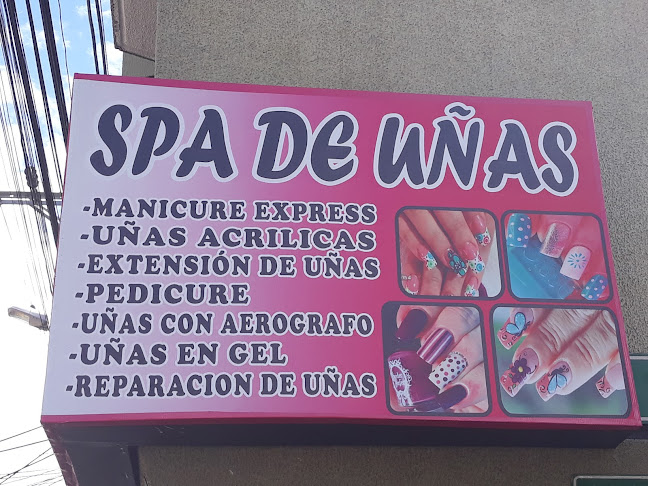 SPA DE UÑAS
-MANICURE EXPRESS
-UÑAS ACRILICAS
-EXTENSIÓN DE UÑAS
-PEDICURE
-UÑAS CON AEROGRAFO
-UÑAS EN GEL
-REPARACION DE UÑAS